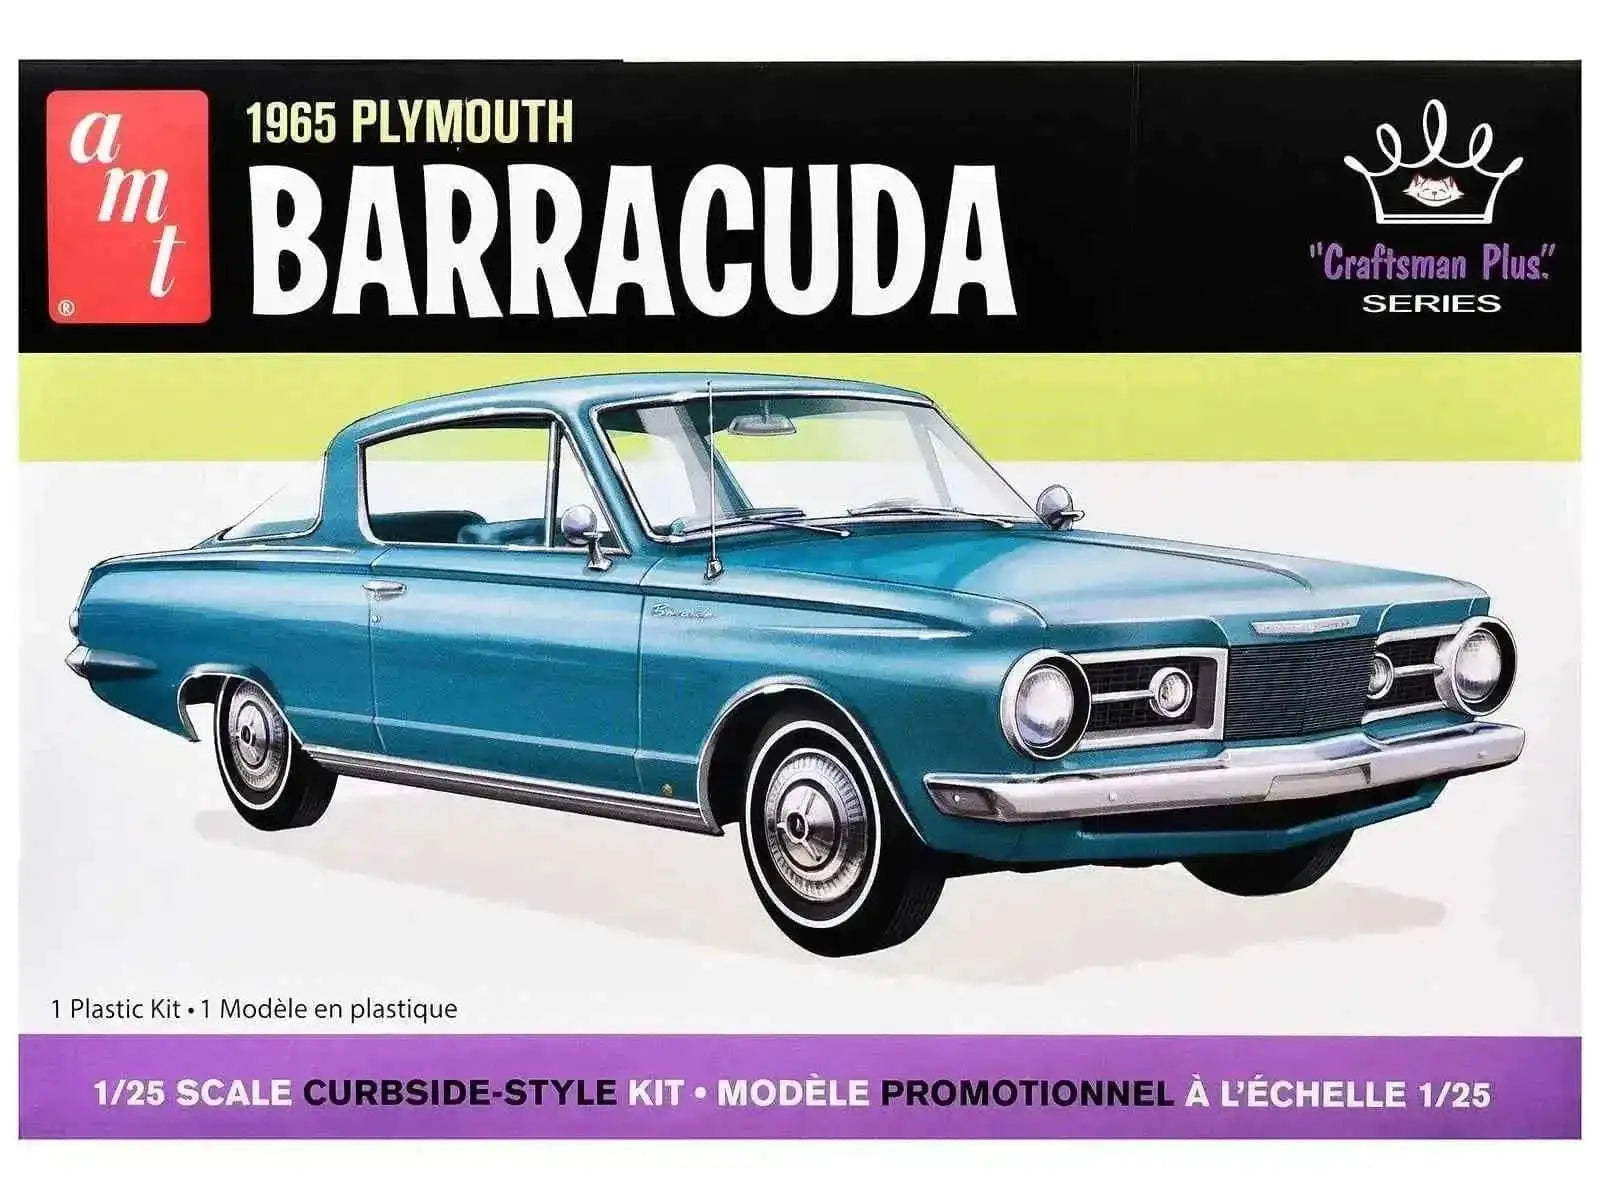 amt
®
1965 PLYMOUTH
BARRACUDA
"Craftsman Plus"
SERIES
1 Plastic Kit • 1 Modèle en plastique
1/25 SCALE CURBSIDE-STYLE KIT • MODÈLE PROMOTIONNEL À L'ÉCHELLE 1/25